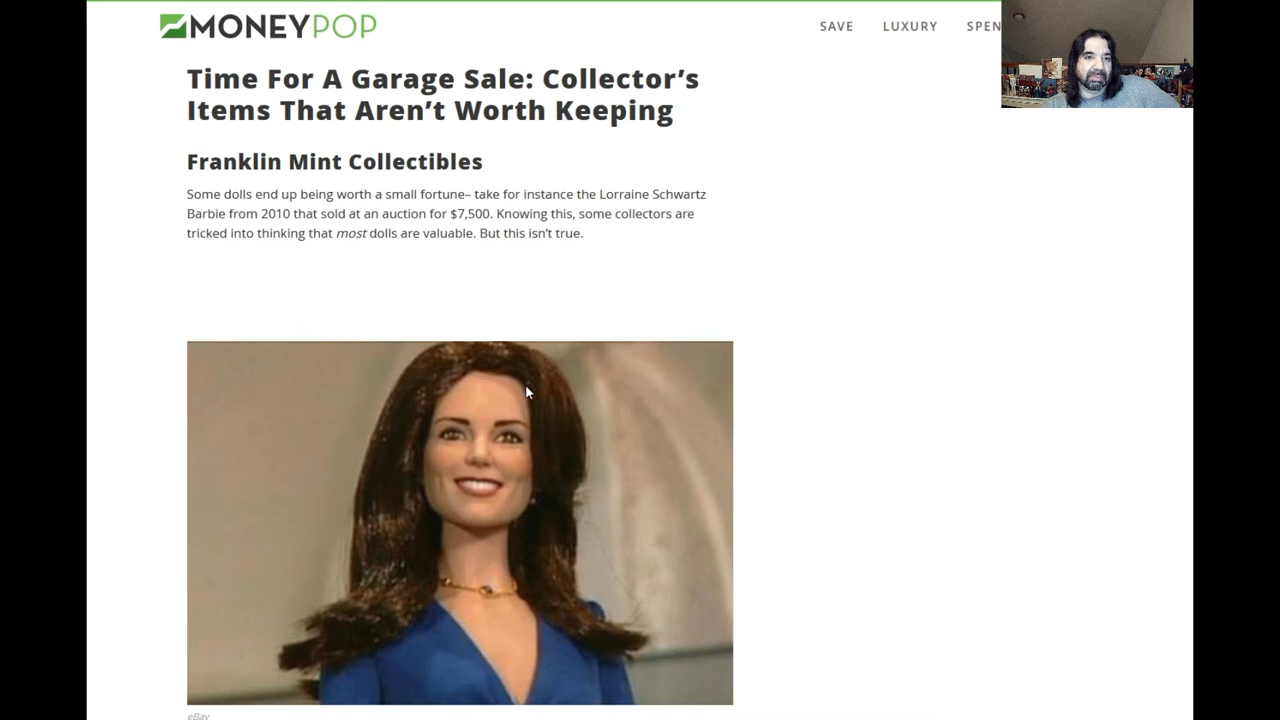 MONEYPOP
SAVE LUXURY SPEN
Time For A Garage Sale: Collector’s
Items That Aren’t Worth Keeping
Franklin Mint Collectibles
Some dolls end up being worth a small fortune– take for instance the Lorraine Schwartz
Barbie from 2010 that sold at an auction for $7,500. Knowing this, some collectors are
tricked into thinking that most dolls are valuable. But this isn’t true.
eBay